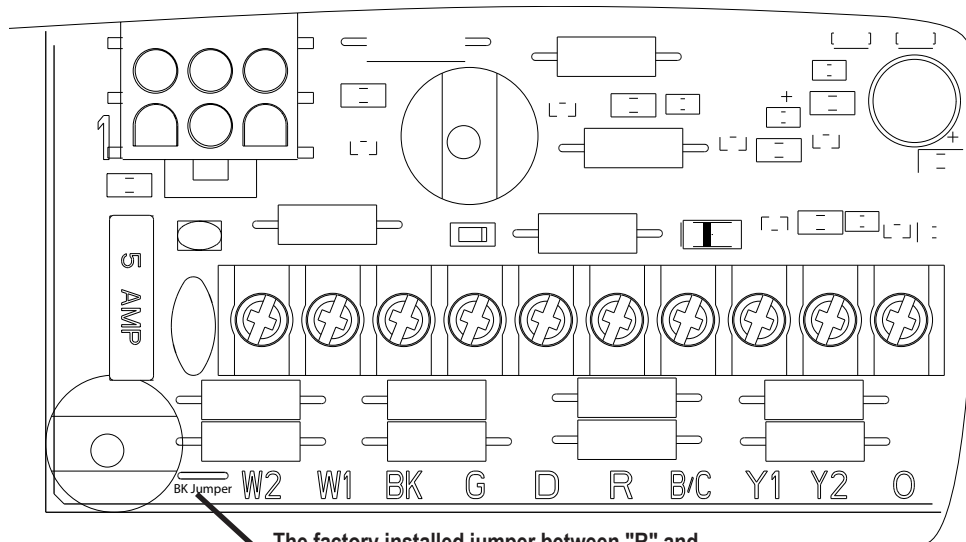 1
5 AMP
BK Jumper
W2 W1 BK G D R B/C Y1 Y2 O
The factory installed jumper between "R" and